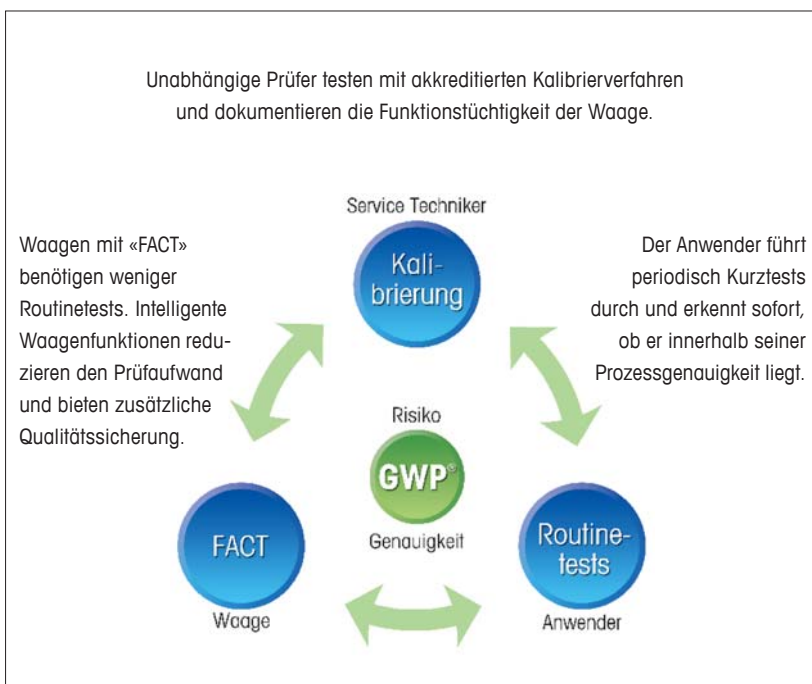 Unabhängige Prüfer testen mit akkreditierten Kalibrierverfahren
und dokumentieren die Funktionstüchtigkeit der Waage.
Service Techniker
Kali-
brierung
Waagen mit «FACT»
benötigen weniger
Routinetests. Intelligente
Waagenfunktionen redu-
zieren den Prüfaufwand
und bieten zusätzliche
Qualitätssicherung.
Der Anwender führt
periodisch Kurztests
durch und erkennt sofort,
ob er innerhalb seiner
Prozessgenauigkeit liegt.
Risiko
GWP®
Genauigkeit
FACT
Waage
Routine-
tests
Anwender